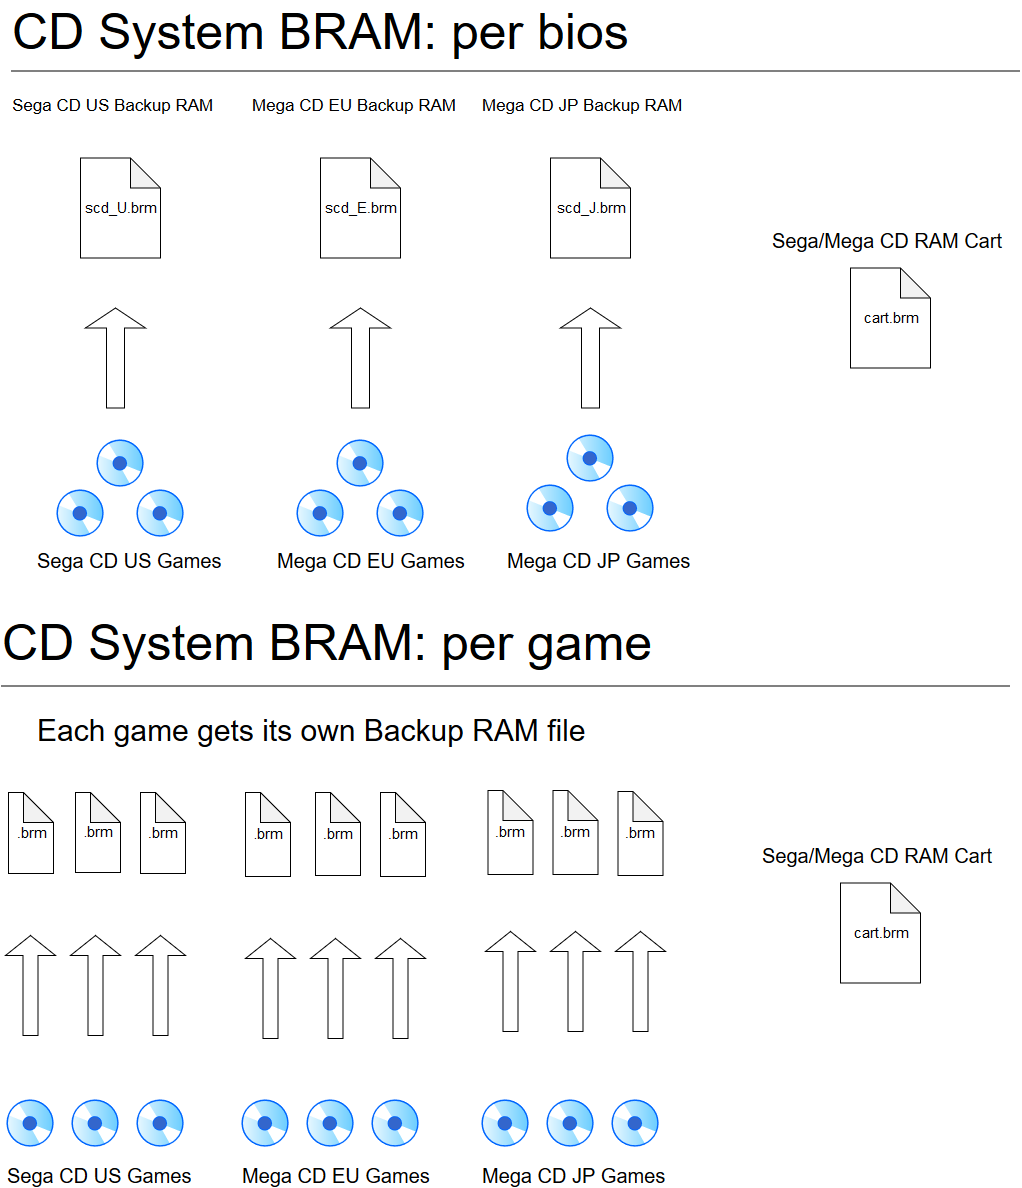 CD System BRAM: per bios
Sega CD US Backup RAM
Mega CD EU Backup RAM
Mega CD JP Backup RAM
scd_U.brm
scd_E.brm
scd_J.brm
Sega/Mega CD RAM Cart
cart.brm
Sega CD US Games
Mega CD EU Games
Mega CD JP Games
CD System BRAM: per game
Each game gets its own Backup RAM file
.brm
.brm
.brm
.brm
.brm
.brm
.brm
.brm
.brm
Sega/Mega CD RAM Cart
cart.brm
Sega CD US Games
Mega CD EU Games
Mega CD JP Games